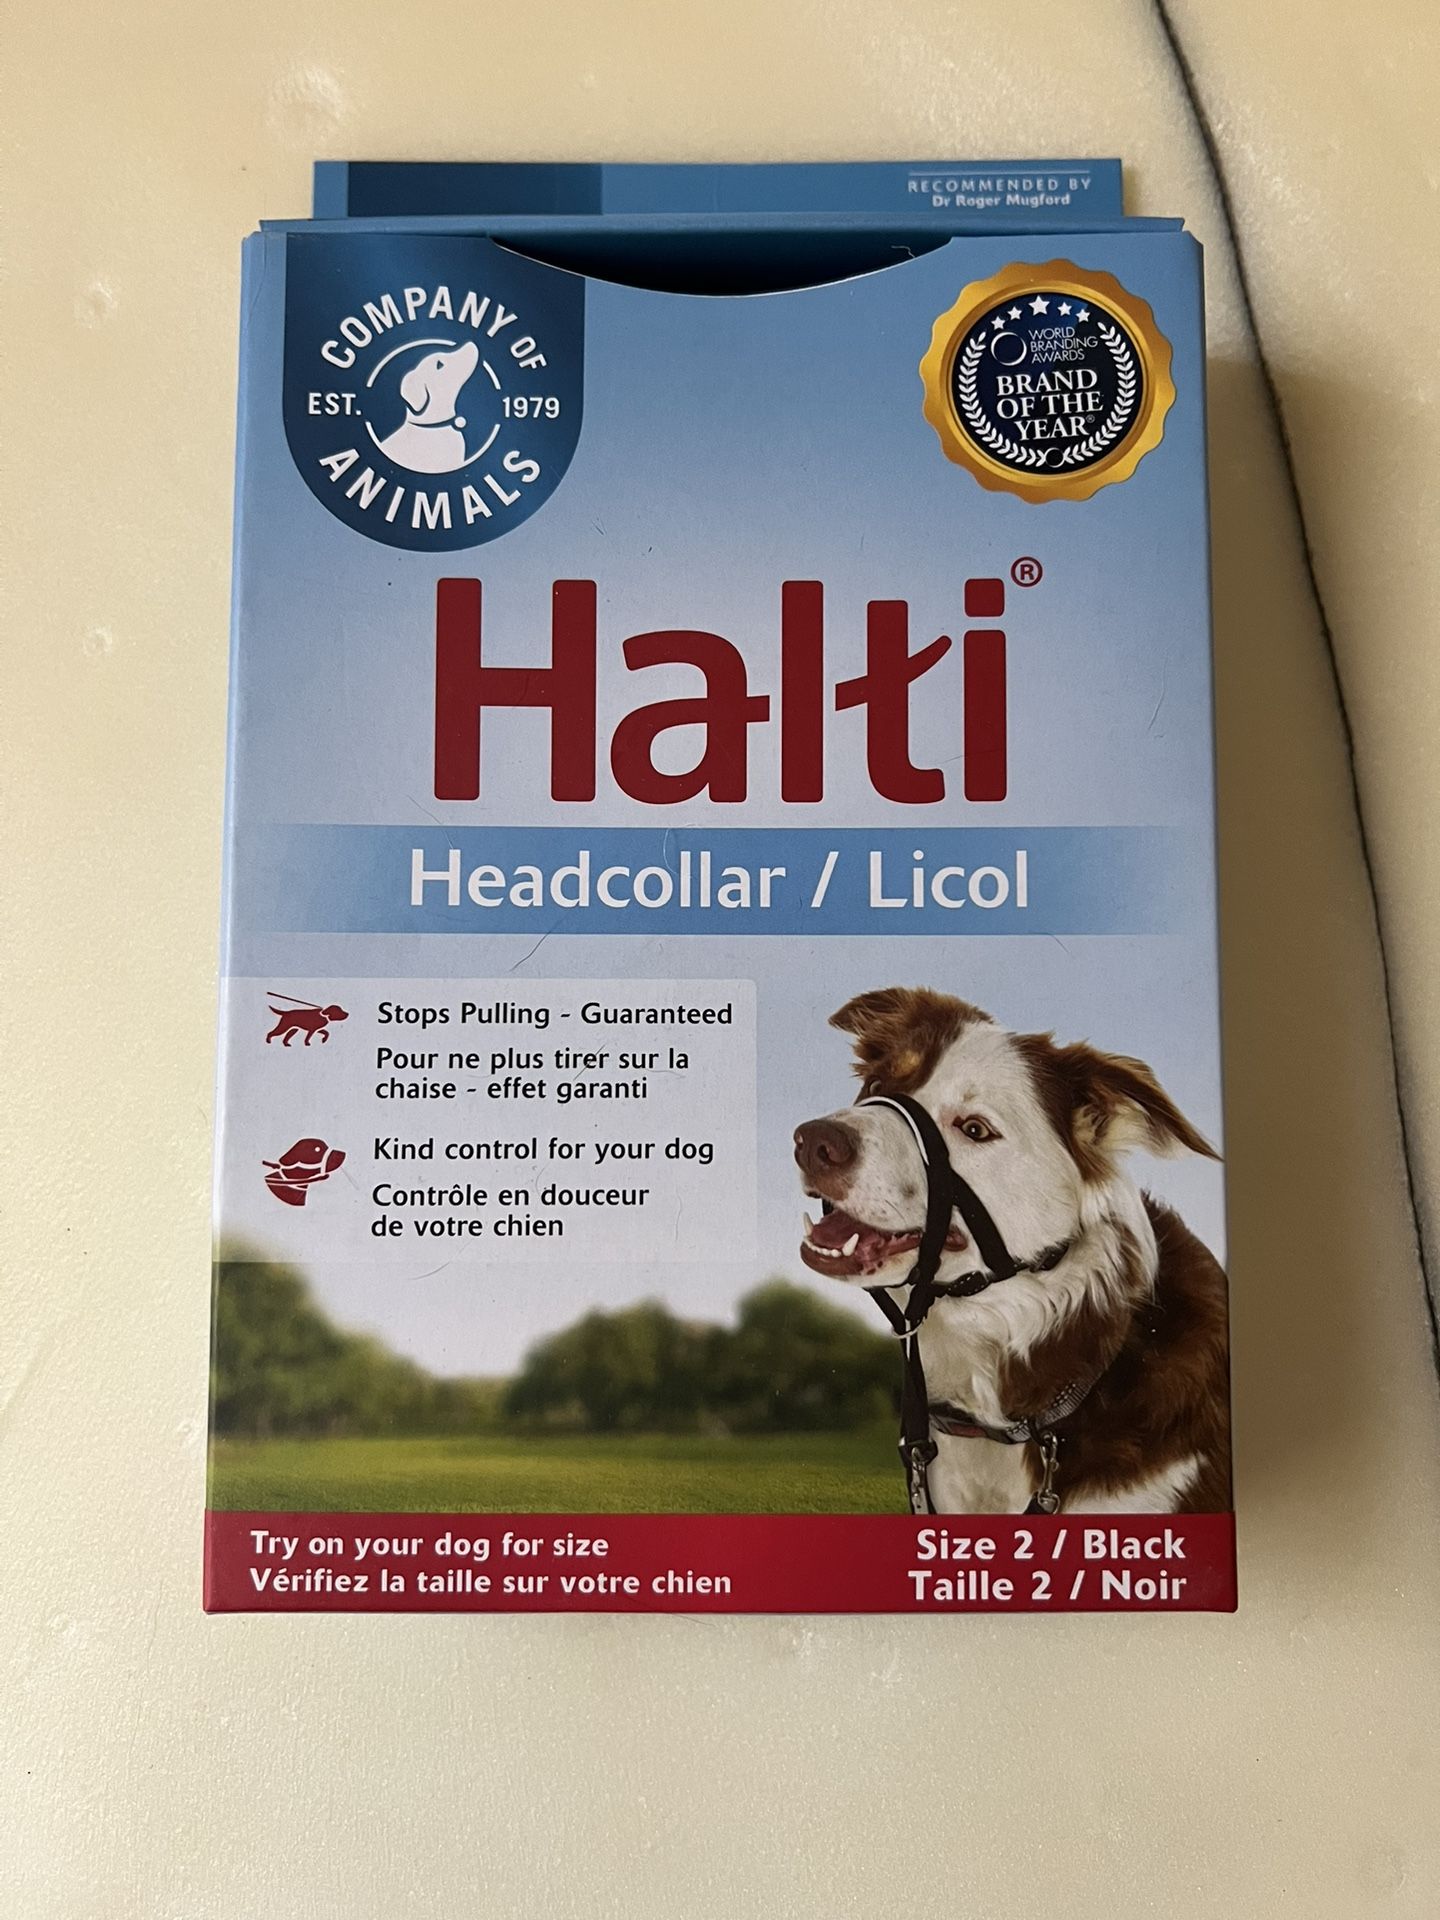 RECOMMENDED BY
Dr Roger Mugford
COMPANY OF
EST. 1979
ANIMALS
WORLD
BRANDING
AWARDS
BRAND
OF THE
YEAR®
Halti®
Headcollar / Licol
Stops Pulling - Guaranteed
Pour ne plus tirer sur la
chaise - effet garanti
Kind control for your dog
Contrôle en douceur
de votre chien
Try on your dog for size
Vérifiez la taille sur votre chien
Size 2 / Black
Taille 2 / Noir